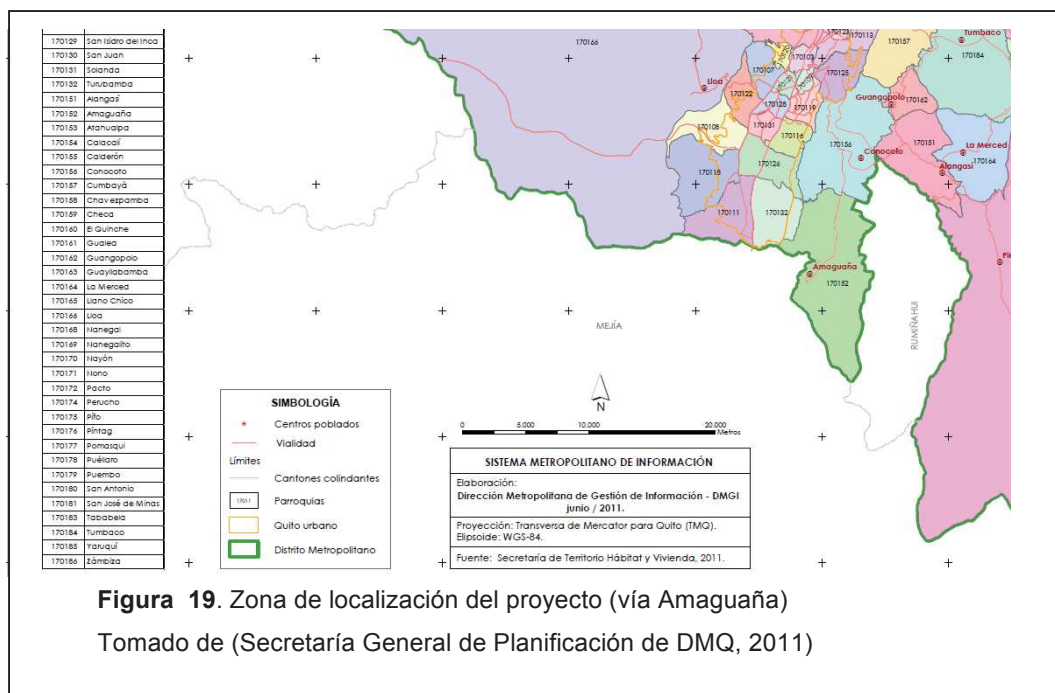 170129 San Isidro del Inca
170130 San Juan
170131 Solanda
170132 Turubamba
170151 Alangasí
170152 Amaguaña
170153 Atahualpa
170154 Calacalí
170155 Calderón
170156 Conocoto
170157 Cumbayá
170158 Chavezpamba
170159 Checa
170160 El Quinche
170161 Gualea
170162 Guangopolo
170163 Guayllabamba
170164 La Merced
170165 Llano Chico
170166 Lloa
170168 Nanegal
170169 Nanegalito
170170 Nayón
170171 Nono
170172 Pacto
170174 Perucho
170175 Pifo
170176 Píntag
170177 Pomasqui
170178 Puéllaro
170179 Puembo
170180 San Antonio
170181 San José de Minas
170183 Tababela
170184 Tumbaco
170185 Yaruquí
170186 Zámbiza
170166
170113
170157
Tumbaco
170184
170107
170103
170125
Lloa
170122
170128
170119
Guangopolo
170162
170108
170131
170116
170156
Conocoto
170151
La Merced
170164
Alangasí
170118
170126
170111
170132
Amaguaña
170152
MEJÍA
RUMIÑAHUI
N
0 5.000 10.000 20.000
Metros
SIMBOLOGÍA
Centros poblados
Vialidad
Límites
Cantones colindantes
17011 Parroquias
Quito urbano
Distrito Metropolitano
SISTEMA METROPOLITANO DE INFORMACIÓN
Elaboración:
Dirección Metropolitana de Gestión de Información - DMGI
junio / 2011.
Proyección: Transversa de Mercator para Quito (TMQ).
Elipsoide: WGS-84.
Fuente: Secretaría de Territorio Hábitat y Vivienda, 2011.
Figura 19. Zona de localización del proyecto (vía Amaguaña)
Tomado de (Secretaría General de Planificación de DMQ, 2011)